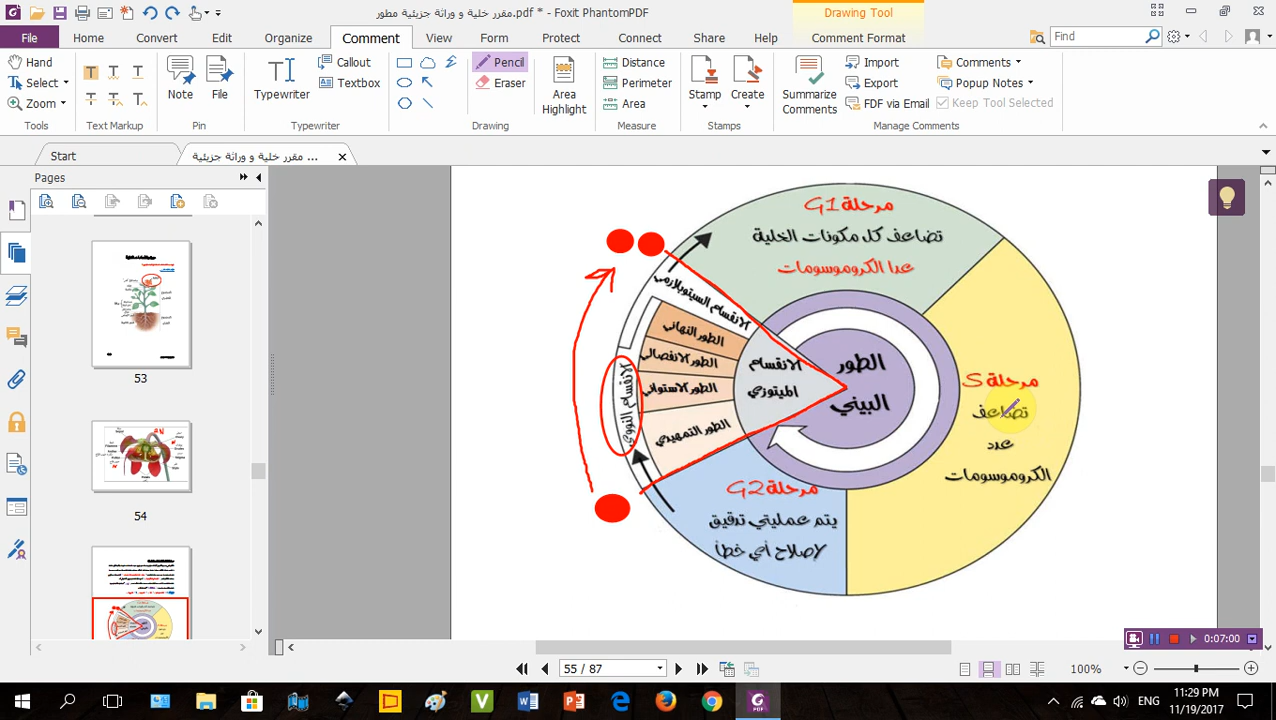 مقرر خلية و وراثة جزيئية مطور.pdf * - Foxit PhantomPDF
Drawing Tool
File
Home
Convert
Edit
Organize
Comment
View
Form
Protect
Connect
Share
Help
Comment Format
Find
Hand
Select
Zoom
Tools
Text Markup
Note
File
Pin
Typewriter
Callout
Textbox
Typewriter
Pencil
Eraser
Area Highlight
Drawing
Distance
Perimeter
Area
Measure
Stamp
Create
Stamps
Summarize Comments
Import
Export
FDF via Email
Comments
Popup Notes
Keep Tool Selected
Manage Comments
Start
مقرر خلية و وراثة جزيئية ...
Pages
53
54
مرحلة G1
تضاعف كل مكونات الخلية
عدا الكروموسومات
الانقسام السيتوبلازمي
الطور النهائي
الطور الانفصالي
الطور الاستوائي
الطور التمهيدي
الانقسام النووي
الانقسام
الميتوزي
الطور
البيني
مرحلة S
تضاعف
عدد
الكروموسومات
مرحلة G2
يتم عمليتي تدقيق
لإصلاح أي خطأ
0:07:00
55 / 87
100%
ENG
11:29 PM
11/19/2017